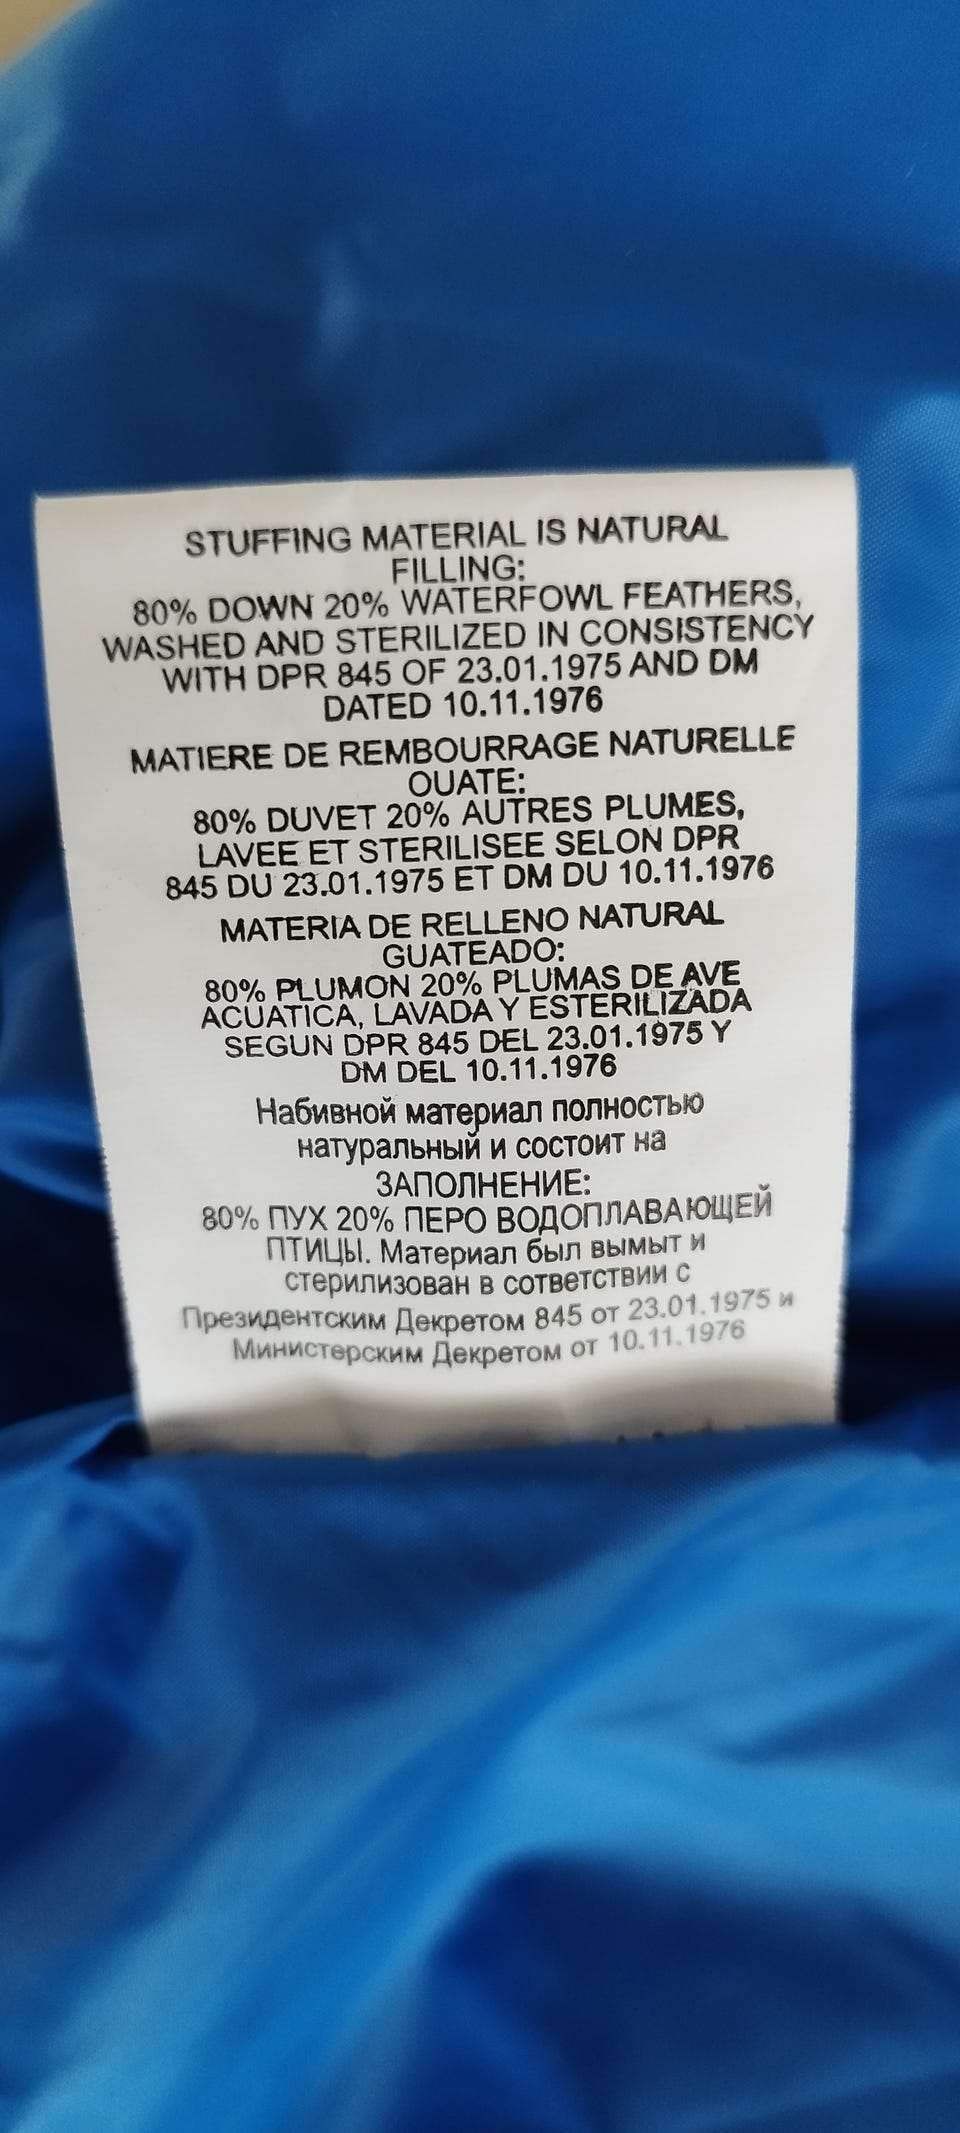 STUFFING MATERIAL IS NATURAL
FILLING:
80% DOWN 20% WATERFOWL FEATHERS,
WASHED AND STERILIZED IN CONSISTENCY
WITH DPR 845 OF 23.01.1975 AND DM
DATED 10.11.1976
MATIERE DE REMBOURRAGE NATURELLE
OUATE:
80% DUVET 20% AUTRES PLUMES,
LAVEE ET STERILISEE SELON DPR
845 DU 23.01.1975 ET DM DU 10.11.1976
MATERIA DE RELLENO NATURAL
GUATEADO:
80% PLUMON 20% PLUMAS DE AVE
ACUATICA, LAVADA Y ESTERILIZADA
SEGUN DPR 845 DEL 23.01.1975 Y
DM DEL 10.11.1976
Набивной материал полностью
натуральный и состоит на
ЗАПОЛНЕНИЕ:
80% ПУХ 20% ПЕРО ВОДОПЛАВАЮЩЕЙ
ПТИЦЫ. Материал был вымыт и
стерилизован в сответствии с
Президентским Декретом 845 от 23.01.1975 и
Министерским Декретом от 10.11.1976